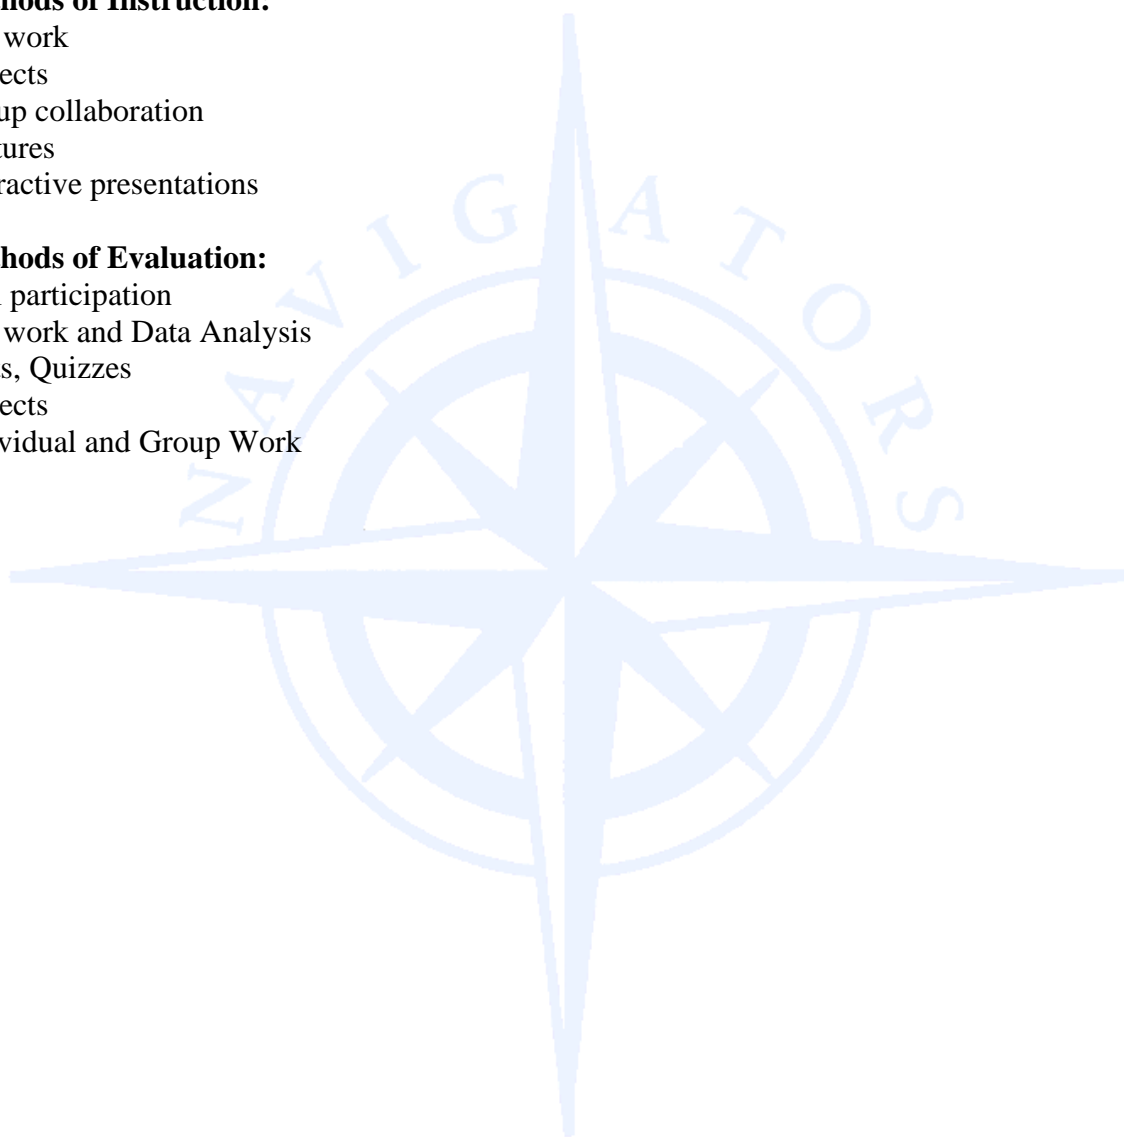 hods of Instruction:
work
ects
up collaboration
tures
ractive presentations
hods of Evaluation:
participation
work and Data Analysis
s, Quizzes
ects
vidual and Group Work
NAVIGATORS